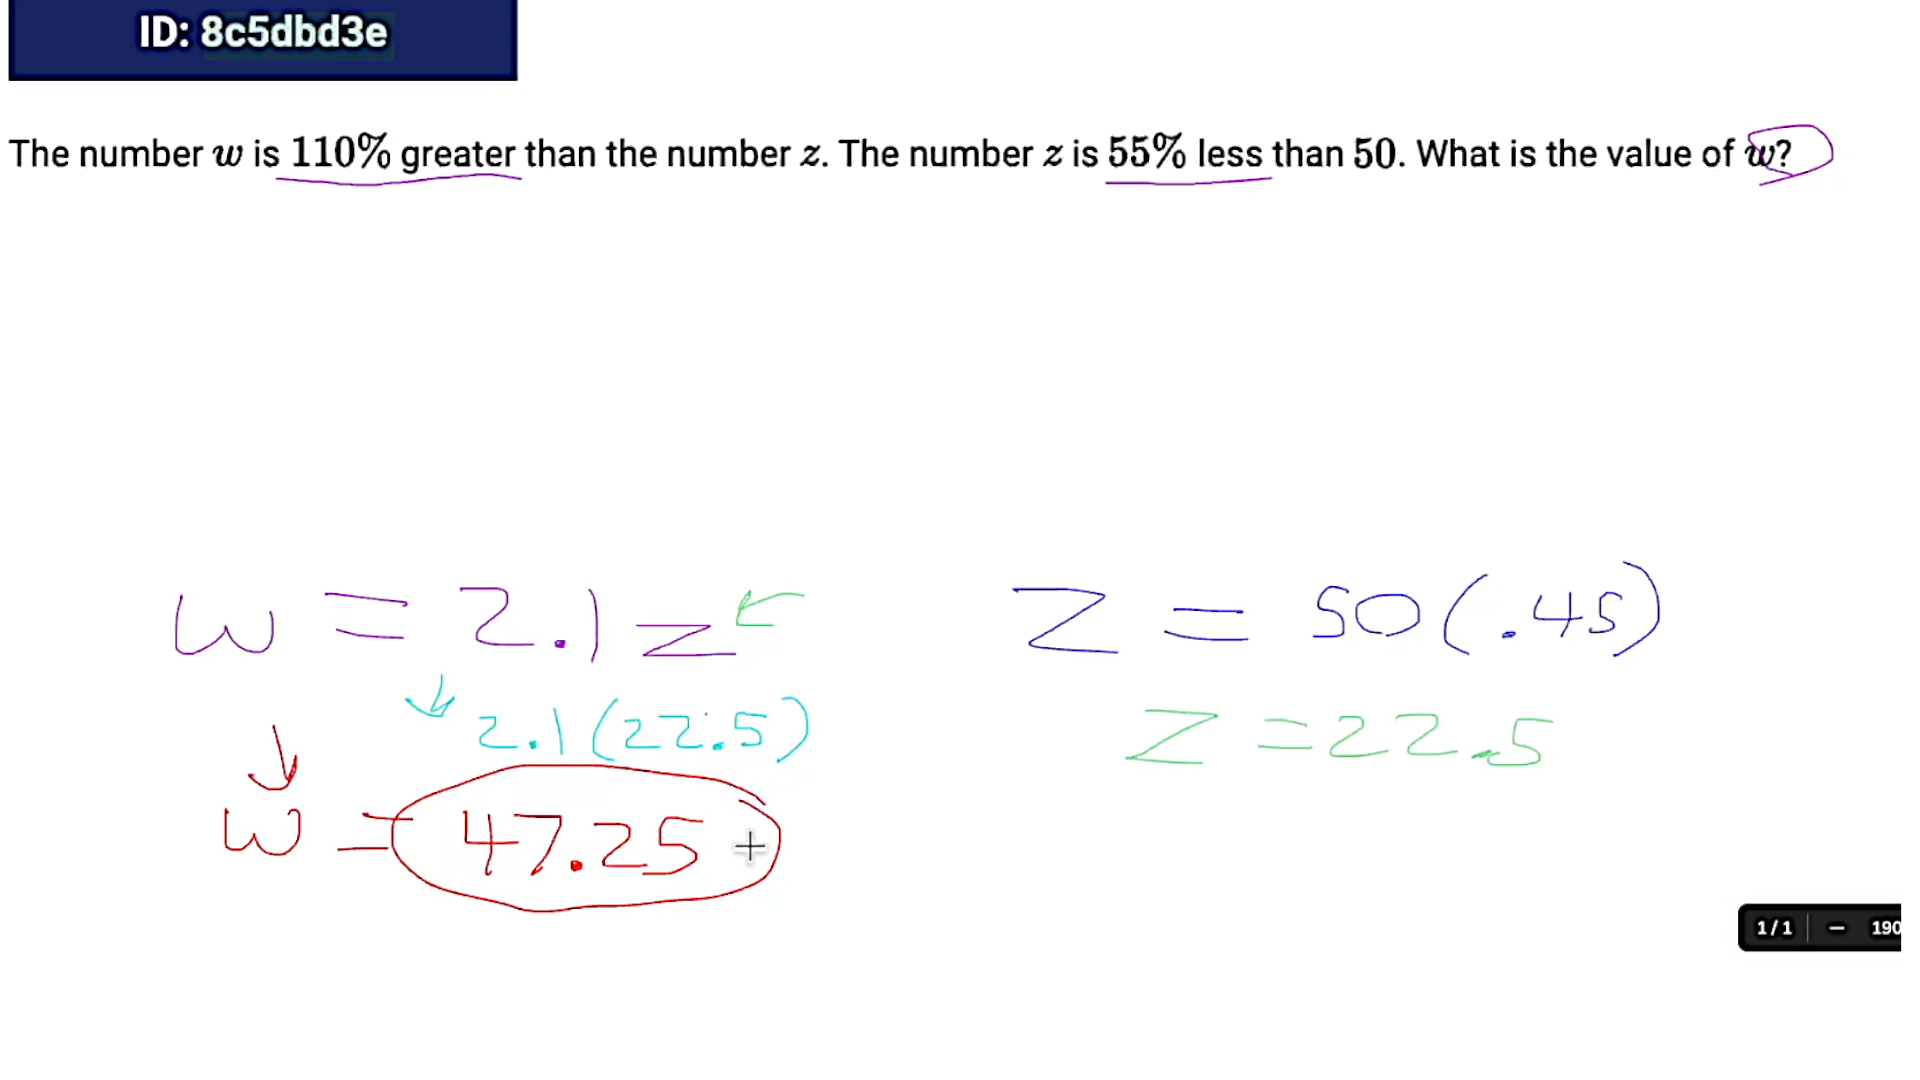 ID: 8c5dbd3e
The number w is 110% greater than the number z. The number z is 55% less than 50. What is the value of w?
w = 2.1z
z = 50(.45)
2.1(22.5)
z = 22.5
w = 47.25
1/1 — 190